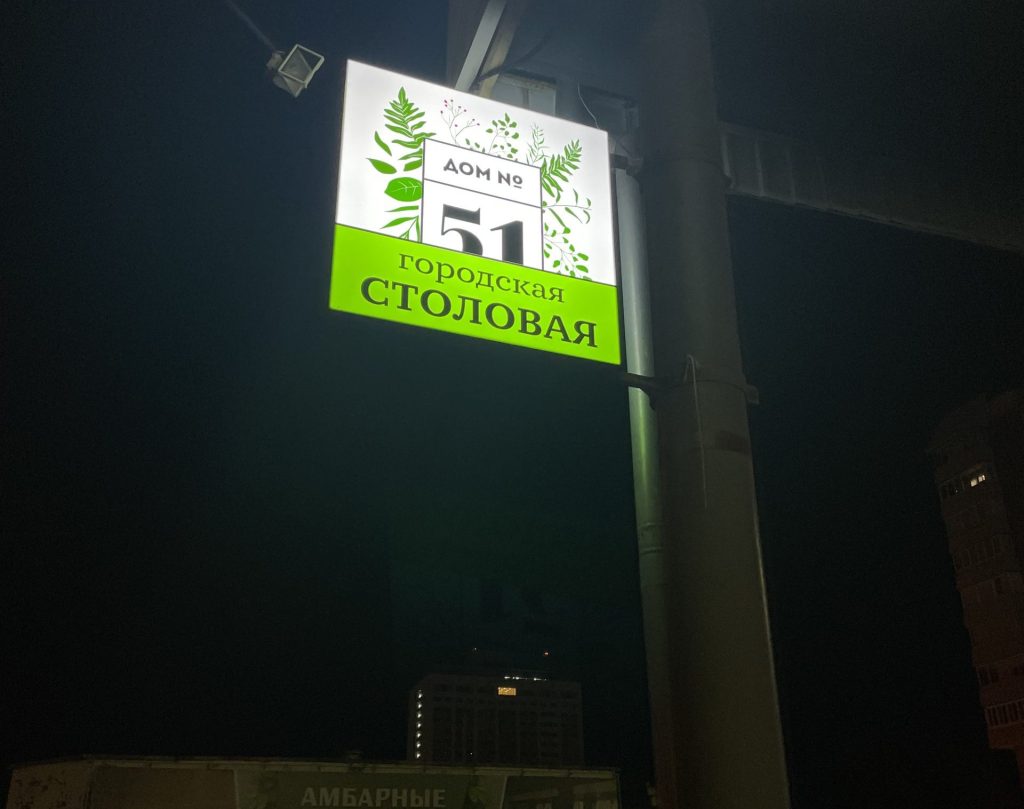 ДОМ №
51
городская
СТОЛОВАЯ
АМБАРНЫЕ